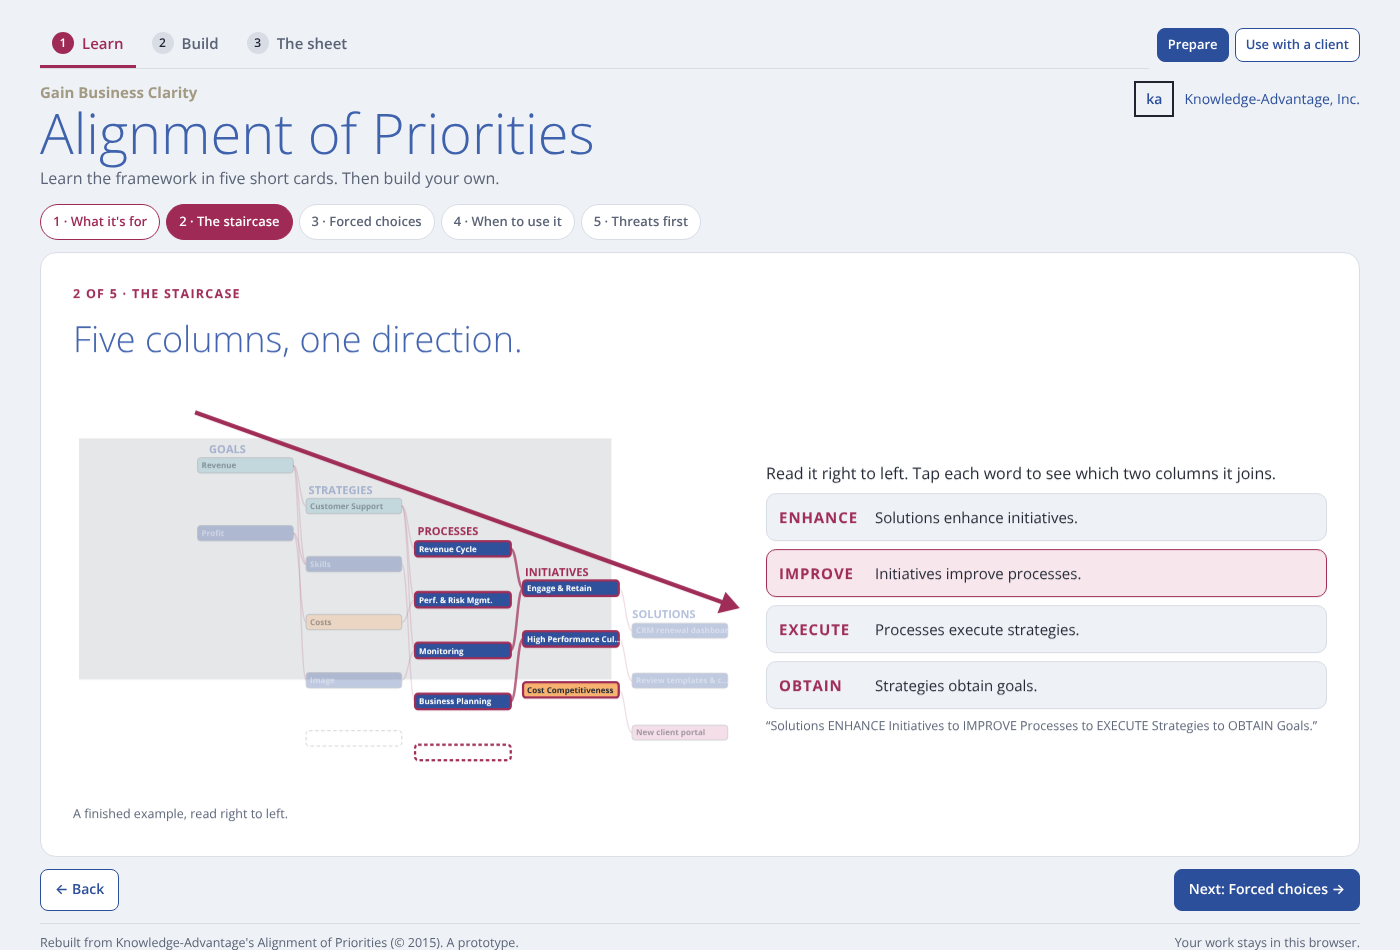 1 Learn
2 Build
3 The sheet
Prepare
Use with a client
Gain Business Clarity
ka
Knowledge-Advantage, Inc.
Alignment of Priorities
Learn the framework in five short cards. Then build your own.
1 · What it's for
2 · The staircase
3 · Forced choices
4 · When to use it
5 · Threats first
2 OF 5 · THE STAIRCASE
Five columns, one direction.
GOALS
Revenue
Profit
STRATEGIES
Customer Support
Skills
Costs
Image
PROCESSES
Revenue Cycle
Perf. & Risk Mgmt.
Monitoring
Business Planning
INITIATIVES
Engage & Retain
High Performance Cul...
Cost Competitiveness
SOLUTIONS
CRM renewal dashboar
Review templates & c...
New client portal
A finished example, read right to left.
Read it right to left. Tap each word to see which two columns it joins.
ENHANCE Solutions enhance initiatives.
IMPROVE Initiatives improve processes.
EXECUTE Processes execute strategies.
OBTAIN Strategies obtain goals.
“Solutions ENHANCE Initiatives to IMPROVE Processes to EXECUTE Strategies to OBTAIN Goals.”
← Back
Next: Forced choices →
Rebuilt from Knowledge-Advantage's Alignment of Priorities (© 2015). A prototype.
Your work stays in this browser.